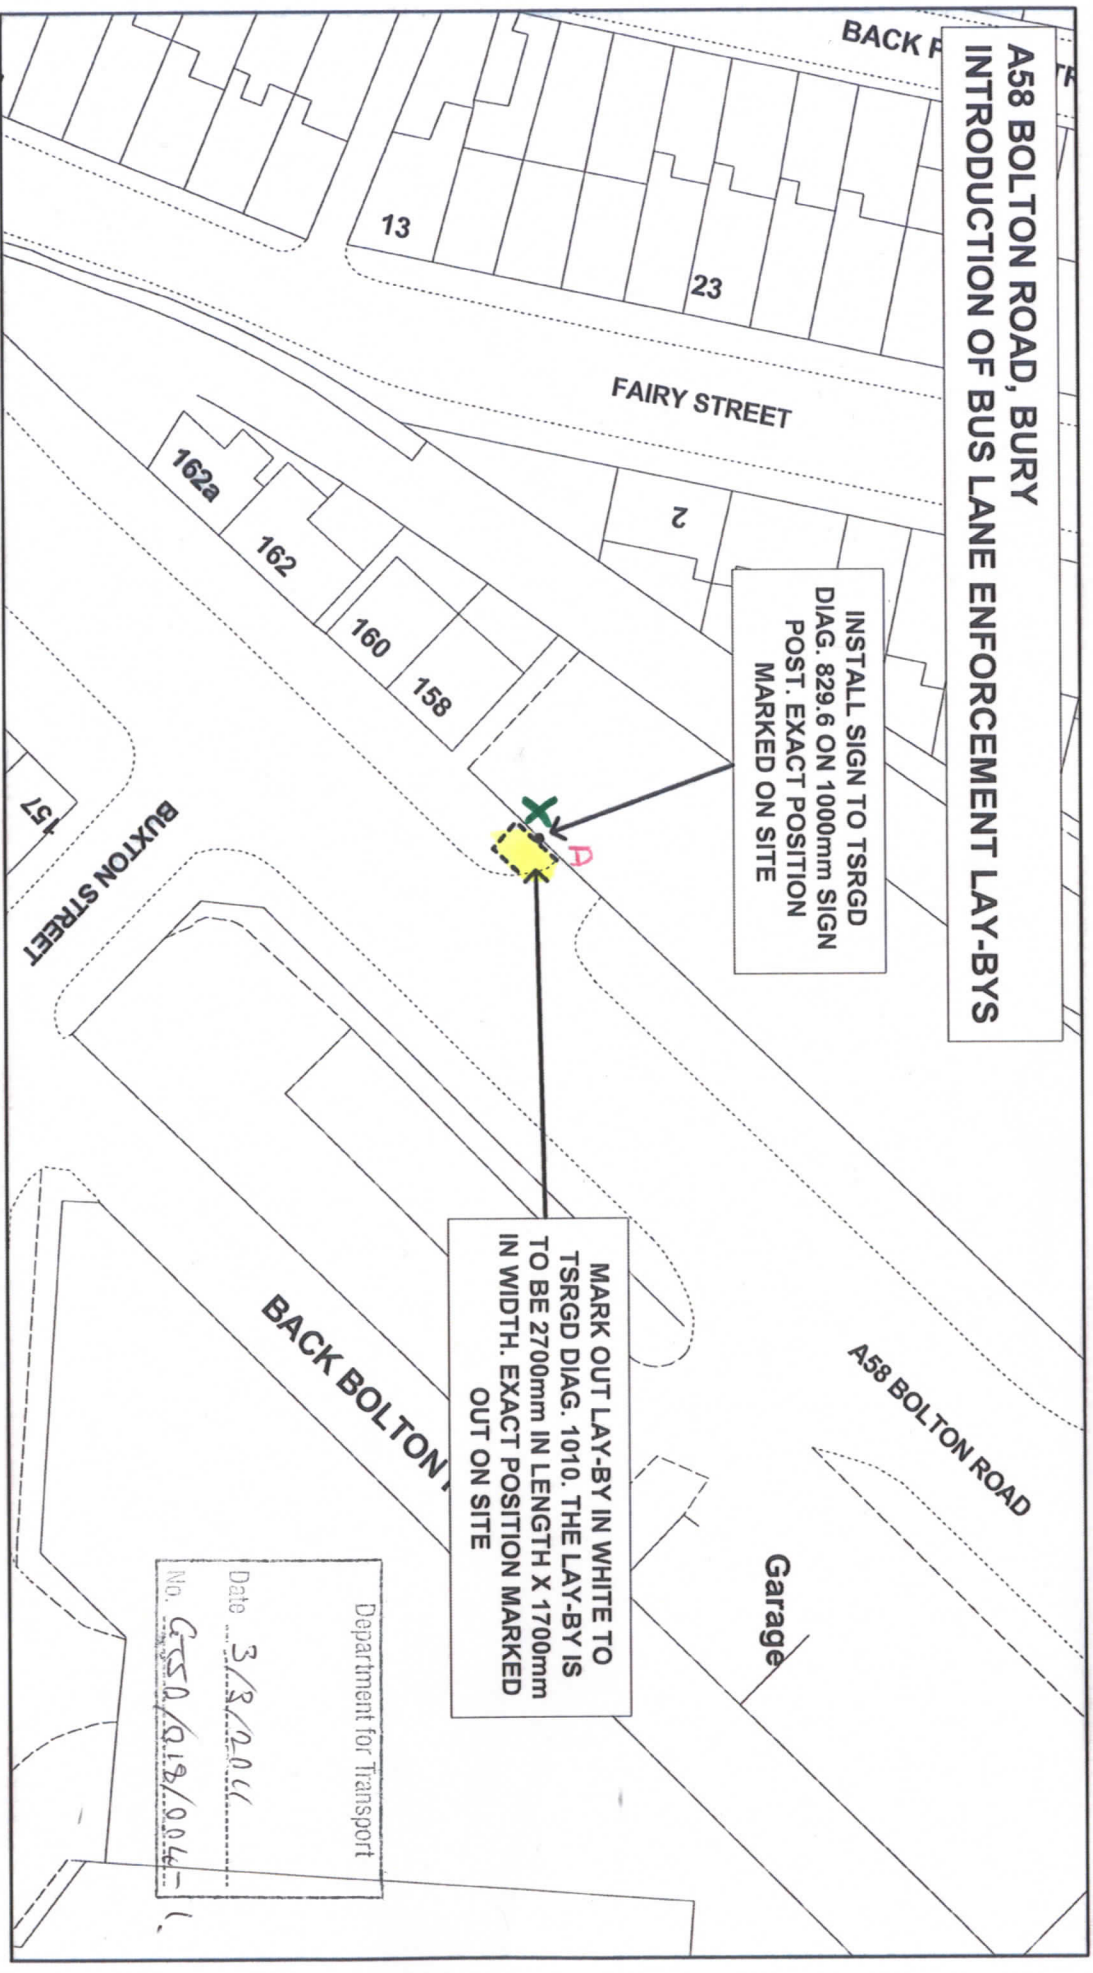 A58 BOLTON ROAD, BURY
INTRODUCTION OF BUS LANE ENFORCEMENT LAY-BYS
BACK
13
23
FAIRY STREET
2
INSTALL SIGN TO TSRGD
DIAG. 829.6 ON 1000mm SIGN
POST. EXACT POSITION
MARKED ON SITE
162a
162
160
158
X
A
157
BUXTON STREET
MARK OUT LAY-BY IN WHITE TO
TSRGD DIAG. 1010. THE LAY-BY IS
TO BE 2700mm IN LENGTH X 1700mm
IN WIDTH. EXACT POSITION MARKED
OUT ON SITE
A58 BOLTON ROAD
BACK BOLTON
Garage
Department for Transport
Date 3/8/2011
No.